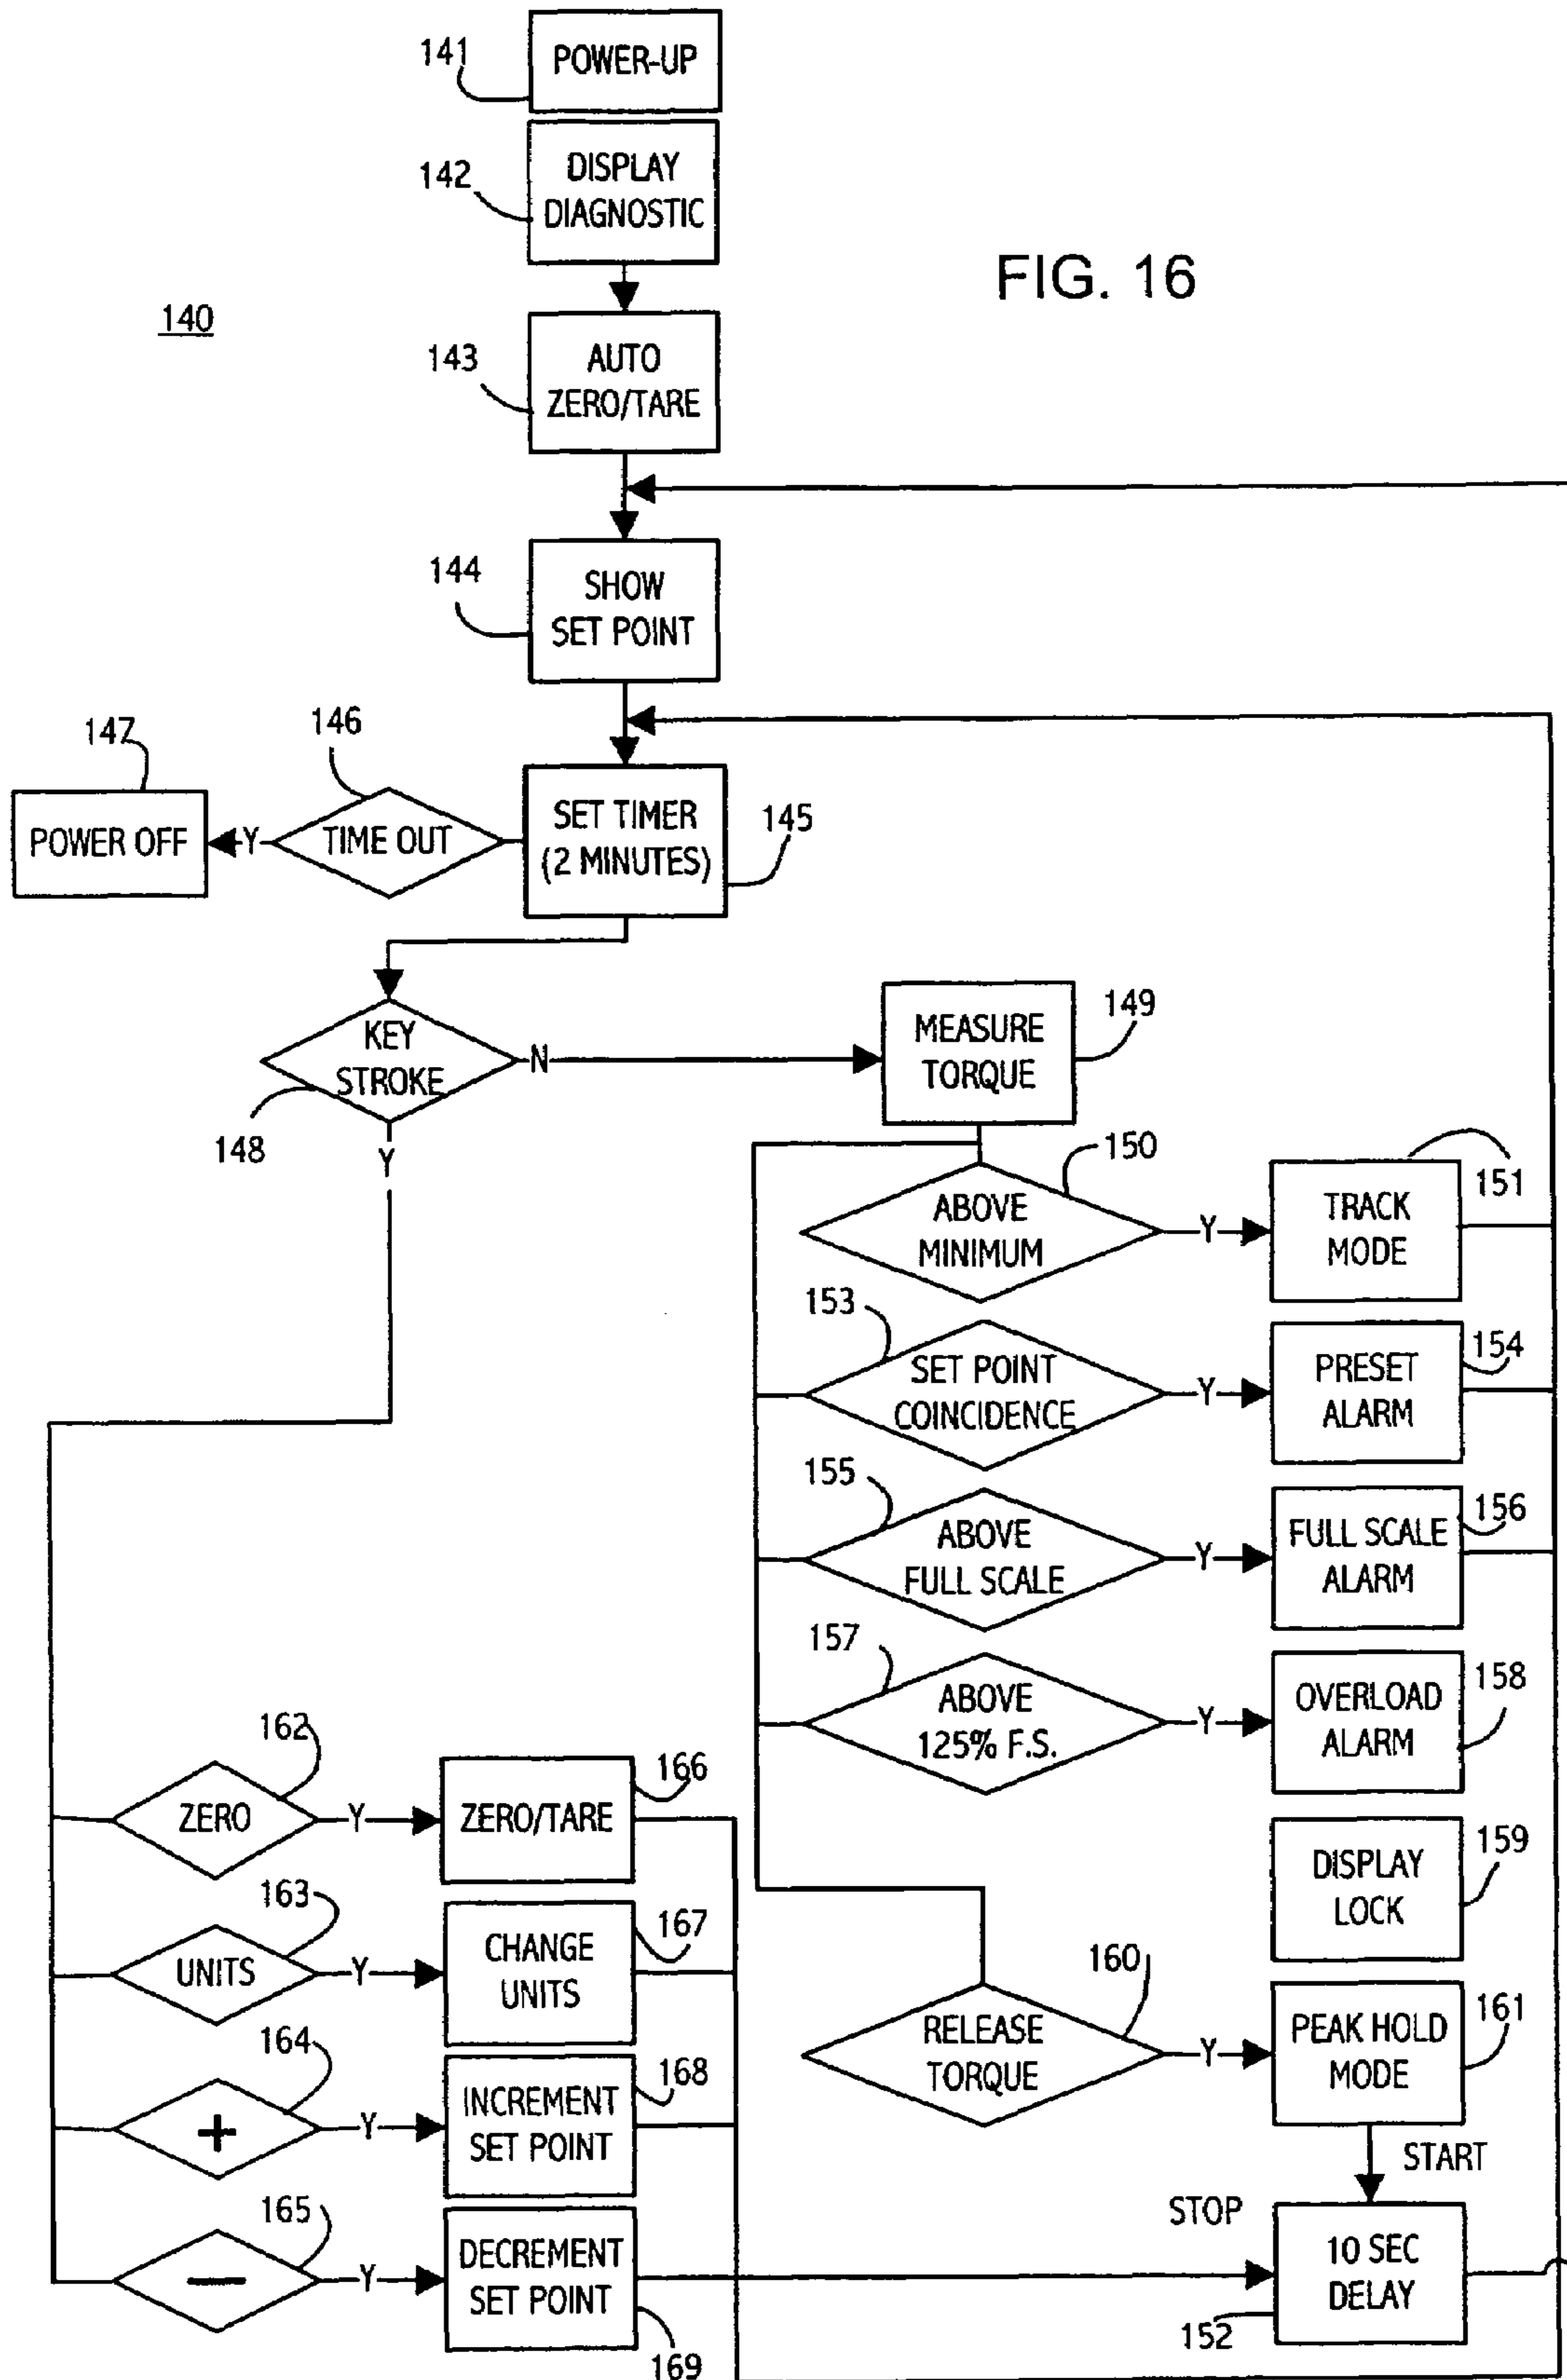 141
POWER-UP
142
DISPLAY
DIAGNOSTIC
FIG. 16
140
143
AUTO
ZERO/TARE
144
SHOW
SET POINT
147
146
POWER OFF
Y
TIME OUT
SET TIMER
(2 MINUTES)
145
KEY
STROKE
148
N
Y
MEASURE
TORQUE
149
150
ABOVE
MINIMUM
Y
TRACK
MODE
151
153
SET POINT
COINCIDENCE
Y
PRESET
ALARM
154
155
ABOVE
FULL SCALE
Y
FULL SCALE
ALARM
156
157
ABOVE
125% F.S.
Y
OVERLOAD
ALARM
158
162
ZERO
Y
ZERO/TARE
166
DISPLAY
LOCK
159
163
UNITS
Y
CHANGE
UNITS
167
160
RELEASE
TORQUE
Y
PEAK HOLD
MODE
161
164
+
Y
INCREMENT
SET POINT
168
START
165
−
Y
DECREMENT
SET POINT
169
STOP
10 SEC
DELAY
152